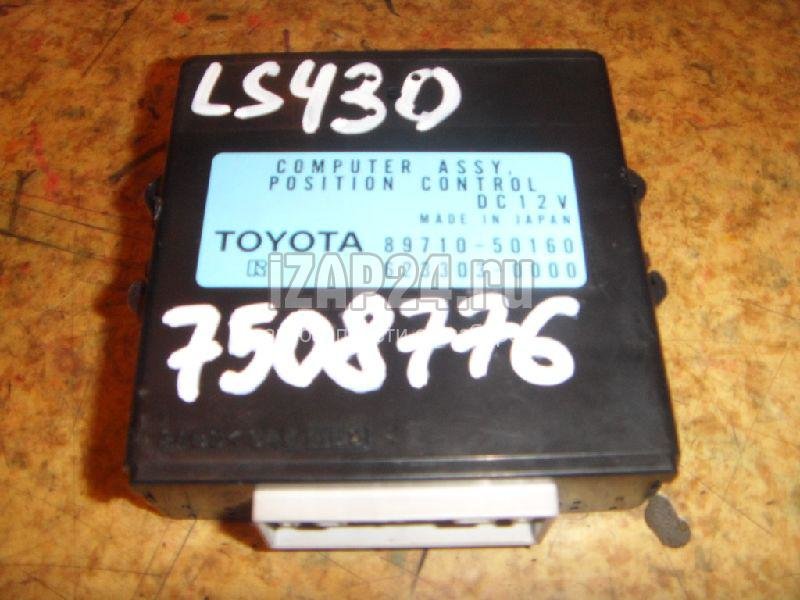 LS430
COMPUTER ASSY,
POSITION CONTROL
DC12V
MADE IN JAPAN
TOYOTA 89710-50160
iZAP24.ru
7508776